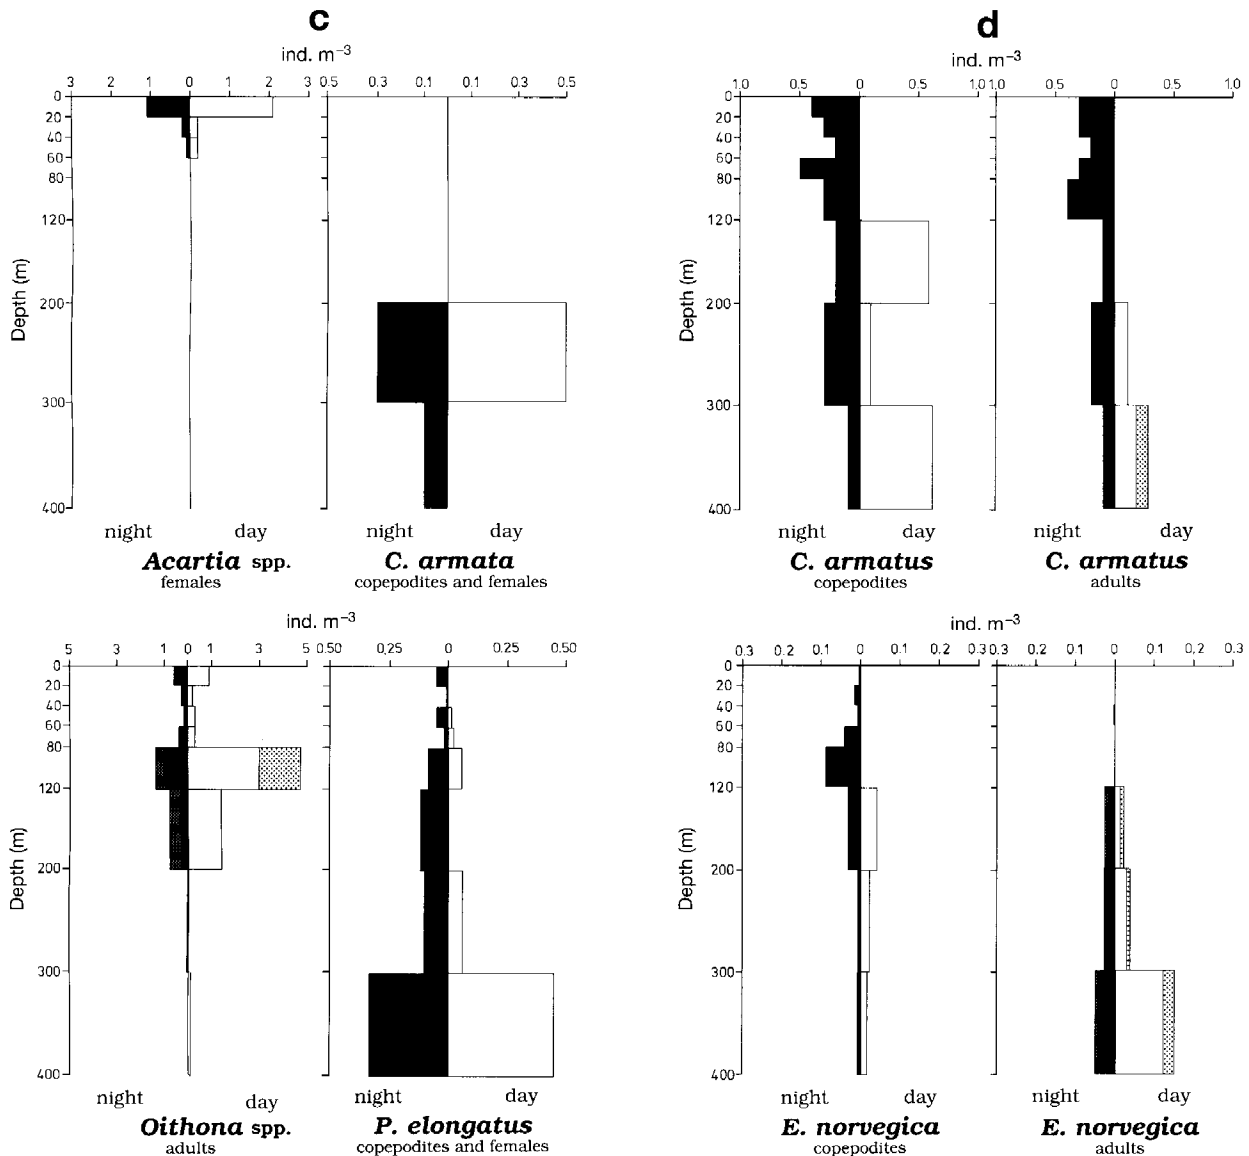 c
ind. m⁻³
3 2 1 0 1 2 3
0.5 0.3 0.1 0.1 0.3 0.5
0
20
40
60
80
120
200
300
400
Depth (m)
night day
Acartia spp.
females
night day
C. armata
copepodites and females
d
ind. m⁻³
1.0 0.5 0 0.5 1.0
1.0 0.5 0 0.5 1.0
0
20
40
60
80
120
200
300
400
Depth (m)
night day
C. armatus
copepodites
night day
C. armatus
adults
ind. m⁻³
5 3 1 0 1 3 5
0.50 0,25 0 0.25 0.50
0
20
40
60
80
120
200
300
400
Depth (m)
night day
Oithona spp.
adults
night day
P. elongatus
copepodites and females
ind. m⁻³
0.3 0.2 0.1 0 0.1 0.2 0.3
0.3 0.2 0.1 0 0.1 0.2 0.3
0
20
40
60
80
120
200
300
400
Depth (m)
night day
E. norvegica
copepodites
night day
E. norvegica
adults